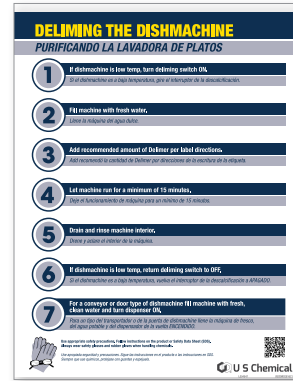 DELIMING THE DISHMACHINE
PURIFICANDO LA LAVADORA DE PLATOS
1
If dishmachine is low temp, turn deliming switch ON.
Si el dishmachine es a baja temperatura, gire el interruptor de la descalcificación.
2
Fill machine with fresh water.
Llene la máquina del agua dulce.
3
Add recommended amount of Delimer per label directions.
Add recomendó la cantidad de Delimer por direcciones de la escritura de la etiqueta.
4
Let machine run for a minimum of 15 minutes.
Deje el funcionamiento de máquina para un mínimo de 15 minutos.
5
Drain and rinse machine interior.
Drene y aclare el interior de la máquina.
6
If dishmachine is low temp, return deliming switch to OFF.
Si el dishmachine es a baja temperatura, vuelva el interruptor de la descalcificación a APAGADO.
7
For a conveyor or door type of dishmachine fill machine with fresh,
clean water and turn dispenser ON.
Para un tipo del transportador o de la puerta de dishmachine llene la máquina de fresco,
del agua potable y del dispensador de la vuelta ENCENDIDO.
Use appropriate safety precautions. Follow instructions on the product or Safety Data Sheet (SDS).
Always wear safety glasses and rubber gloves when handling chemicals.
U S Chemical